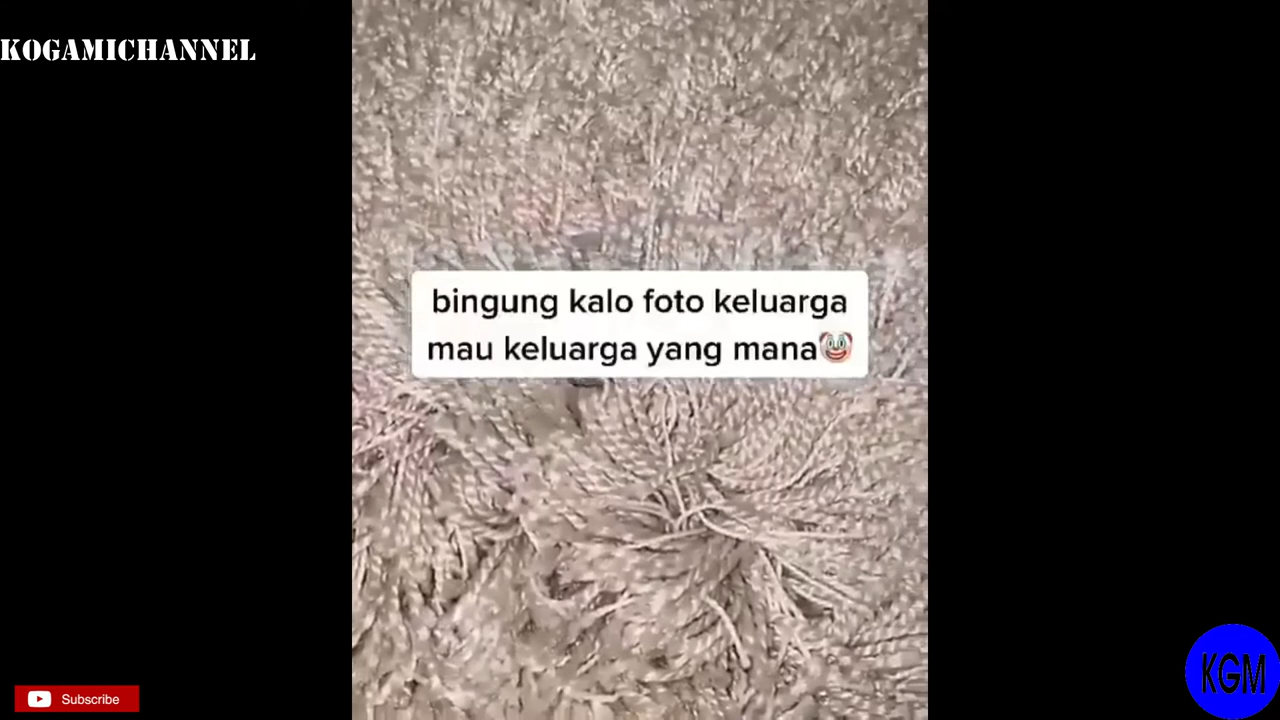 KOGAMICHANNEL
bingung kalo foto keluarga
mau keluarga yang mana🤡
Subscribe
KGM